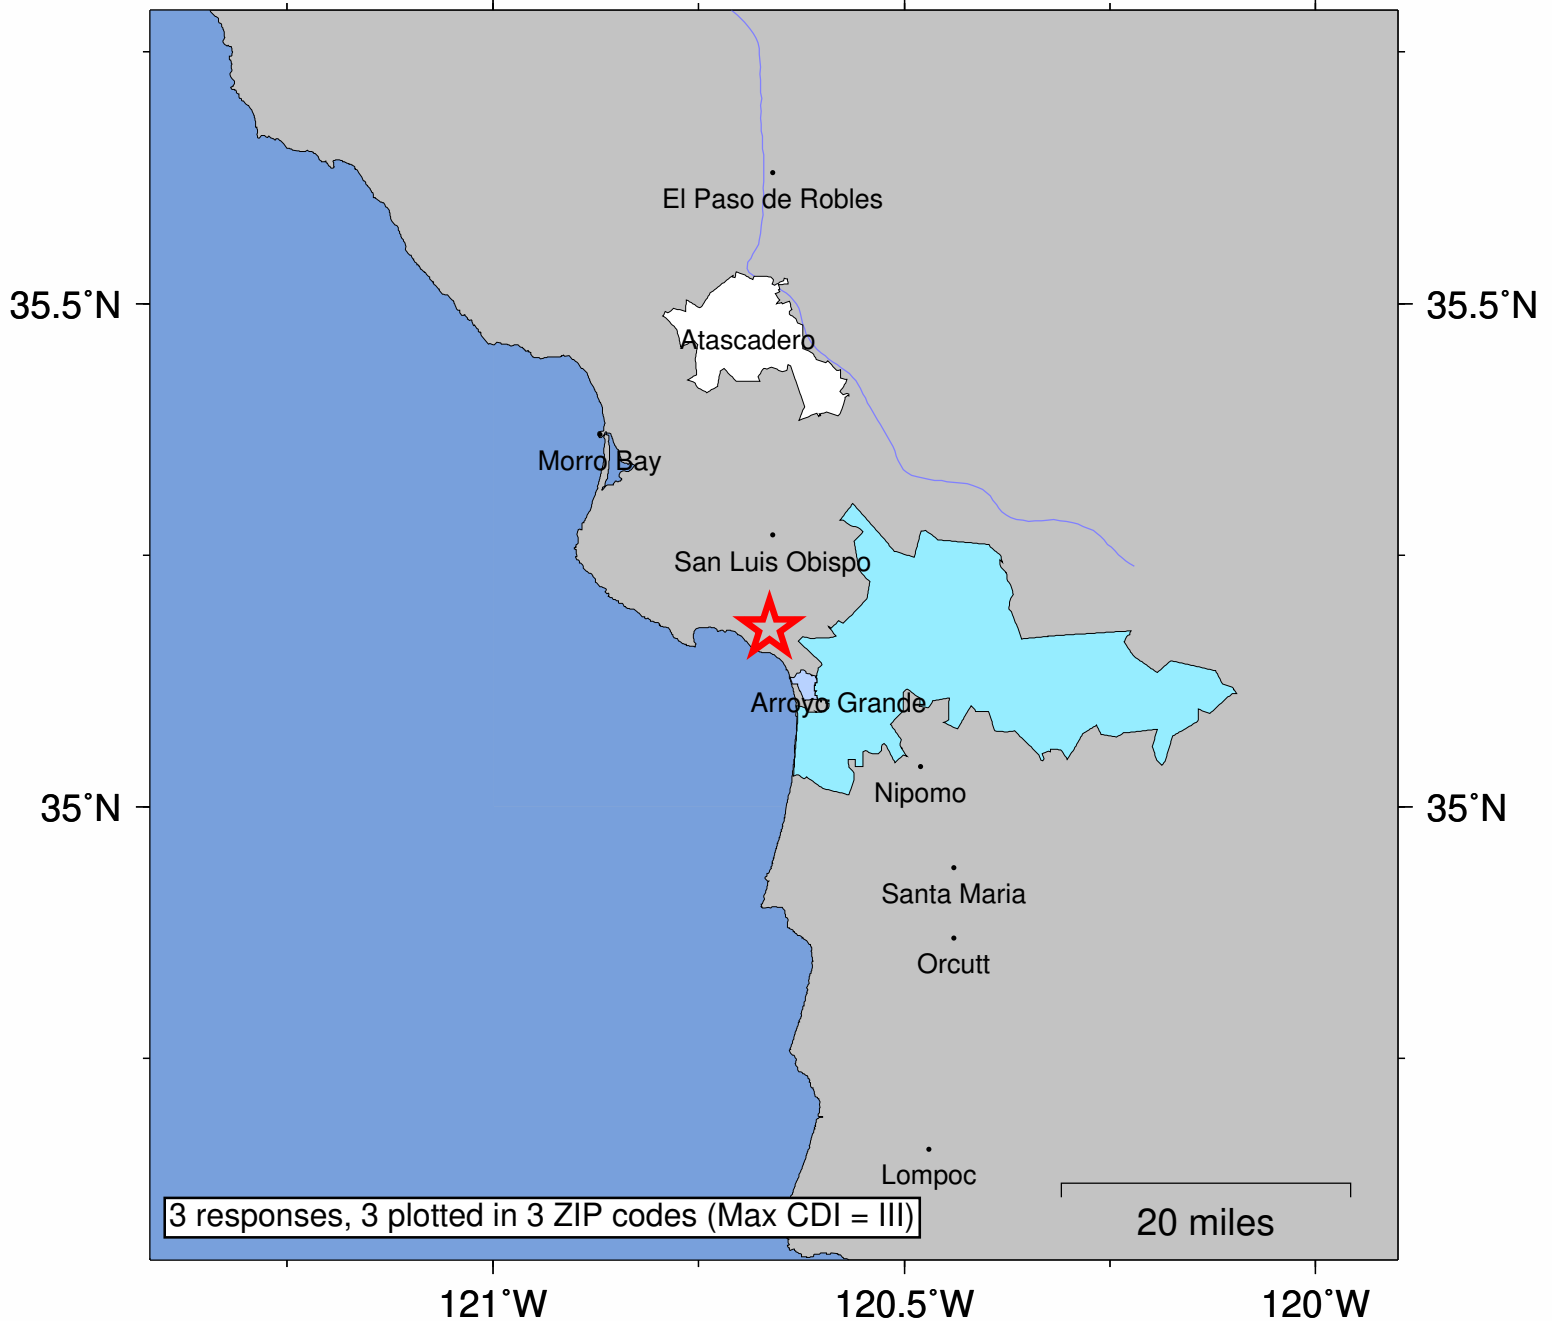 El Paso de Robles
35.5˚N
35.5˚N
Atascadero
Morro Bay
San Luis Obispo
Arroyo Grande
Nipomo
35˚N
35˚N
Santa Maria
Orcutt
Lompoc
3 responses, 3 plotted in 3 ZIP codes (Max CDI = III)
20 miles
121˚W
120.5˚W
120˚W